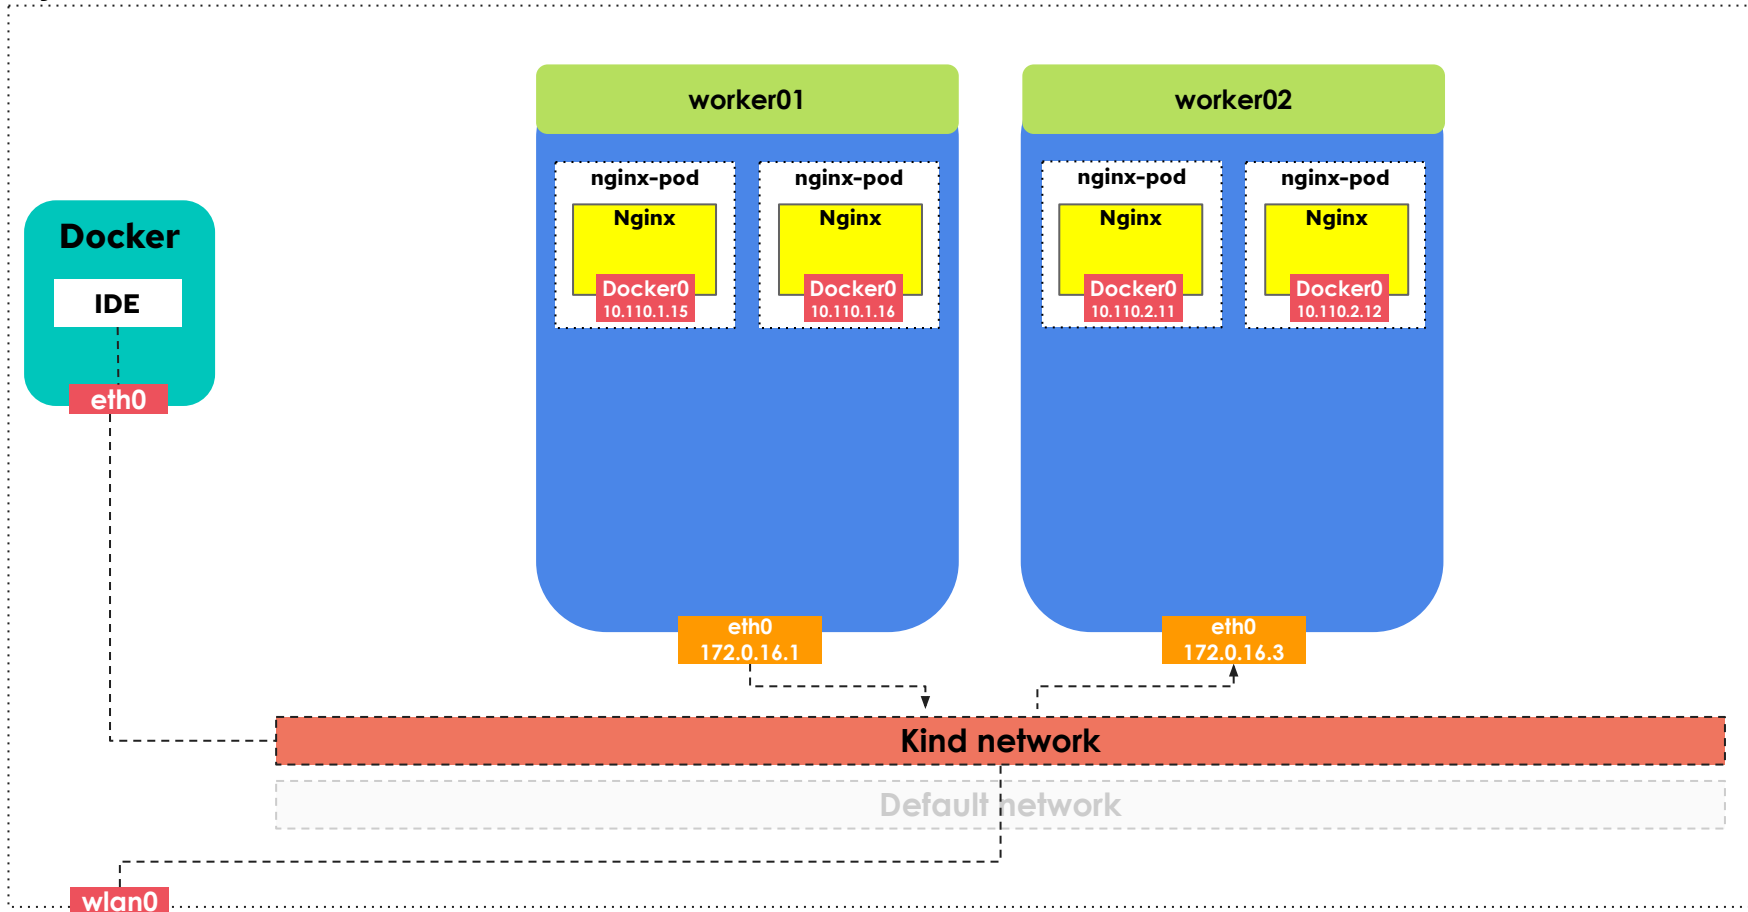 worker01
worker02
nginx-pod
Nginx
Docker0
10.110.1.15
nginx-pod
Nginx
Docker0
10.110.1.16
nginx-pod
Nginx
Docker0
10.110.2.11
nginx-pod
Nginx
Docker0
10.110.2.12
Docker
IDE
eth0
eth0
172.0.16.1
eth0
172.0.16.3
Kind network
Default network
wlan0